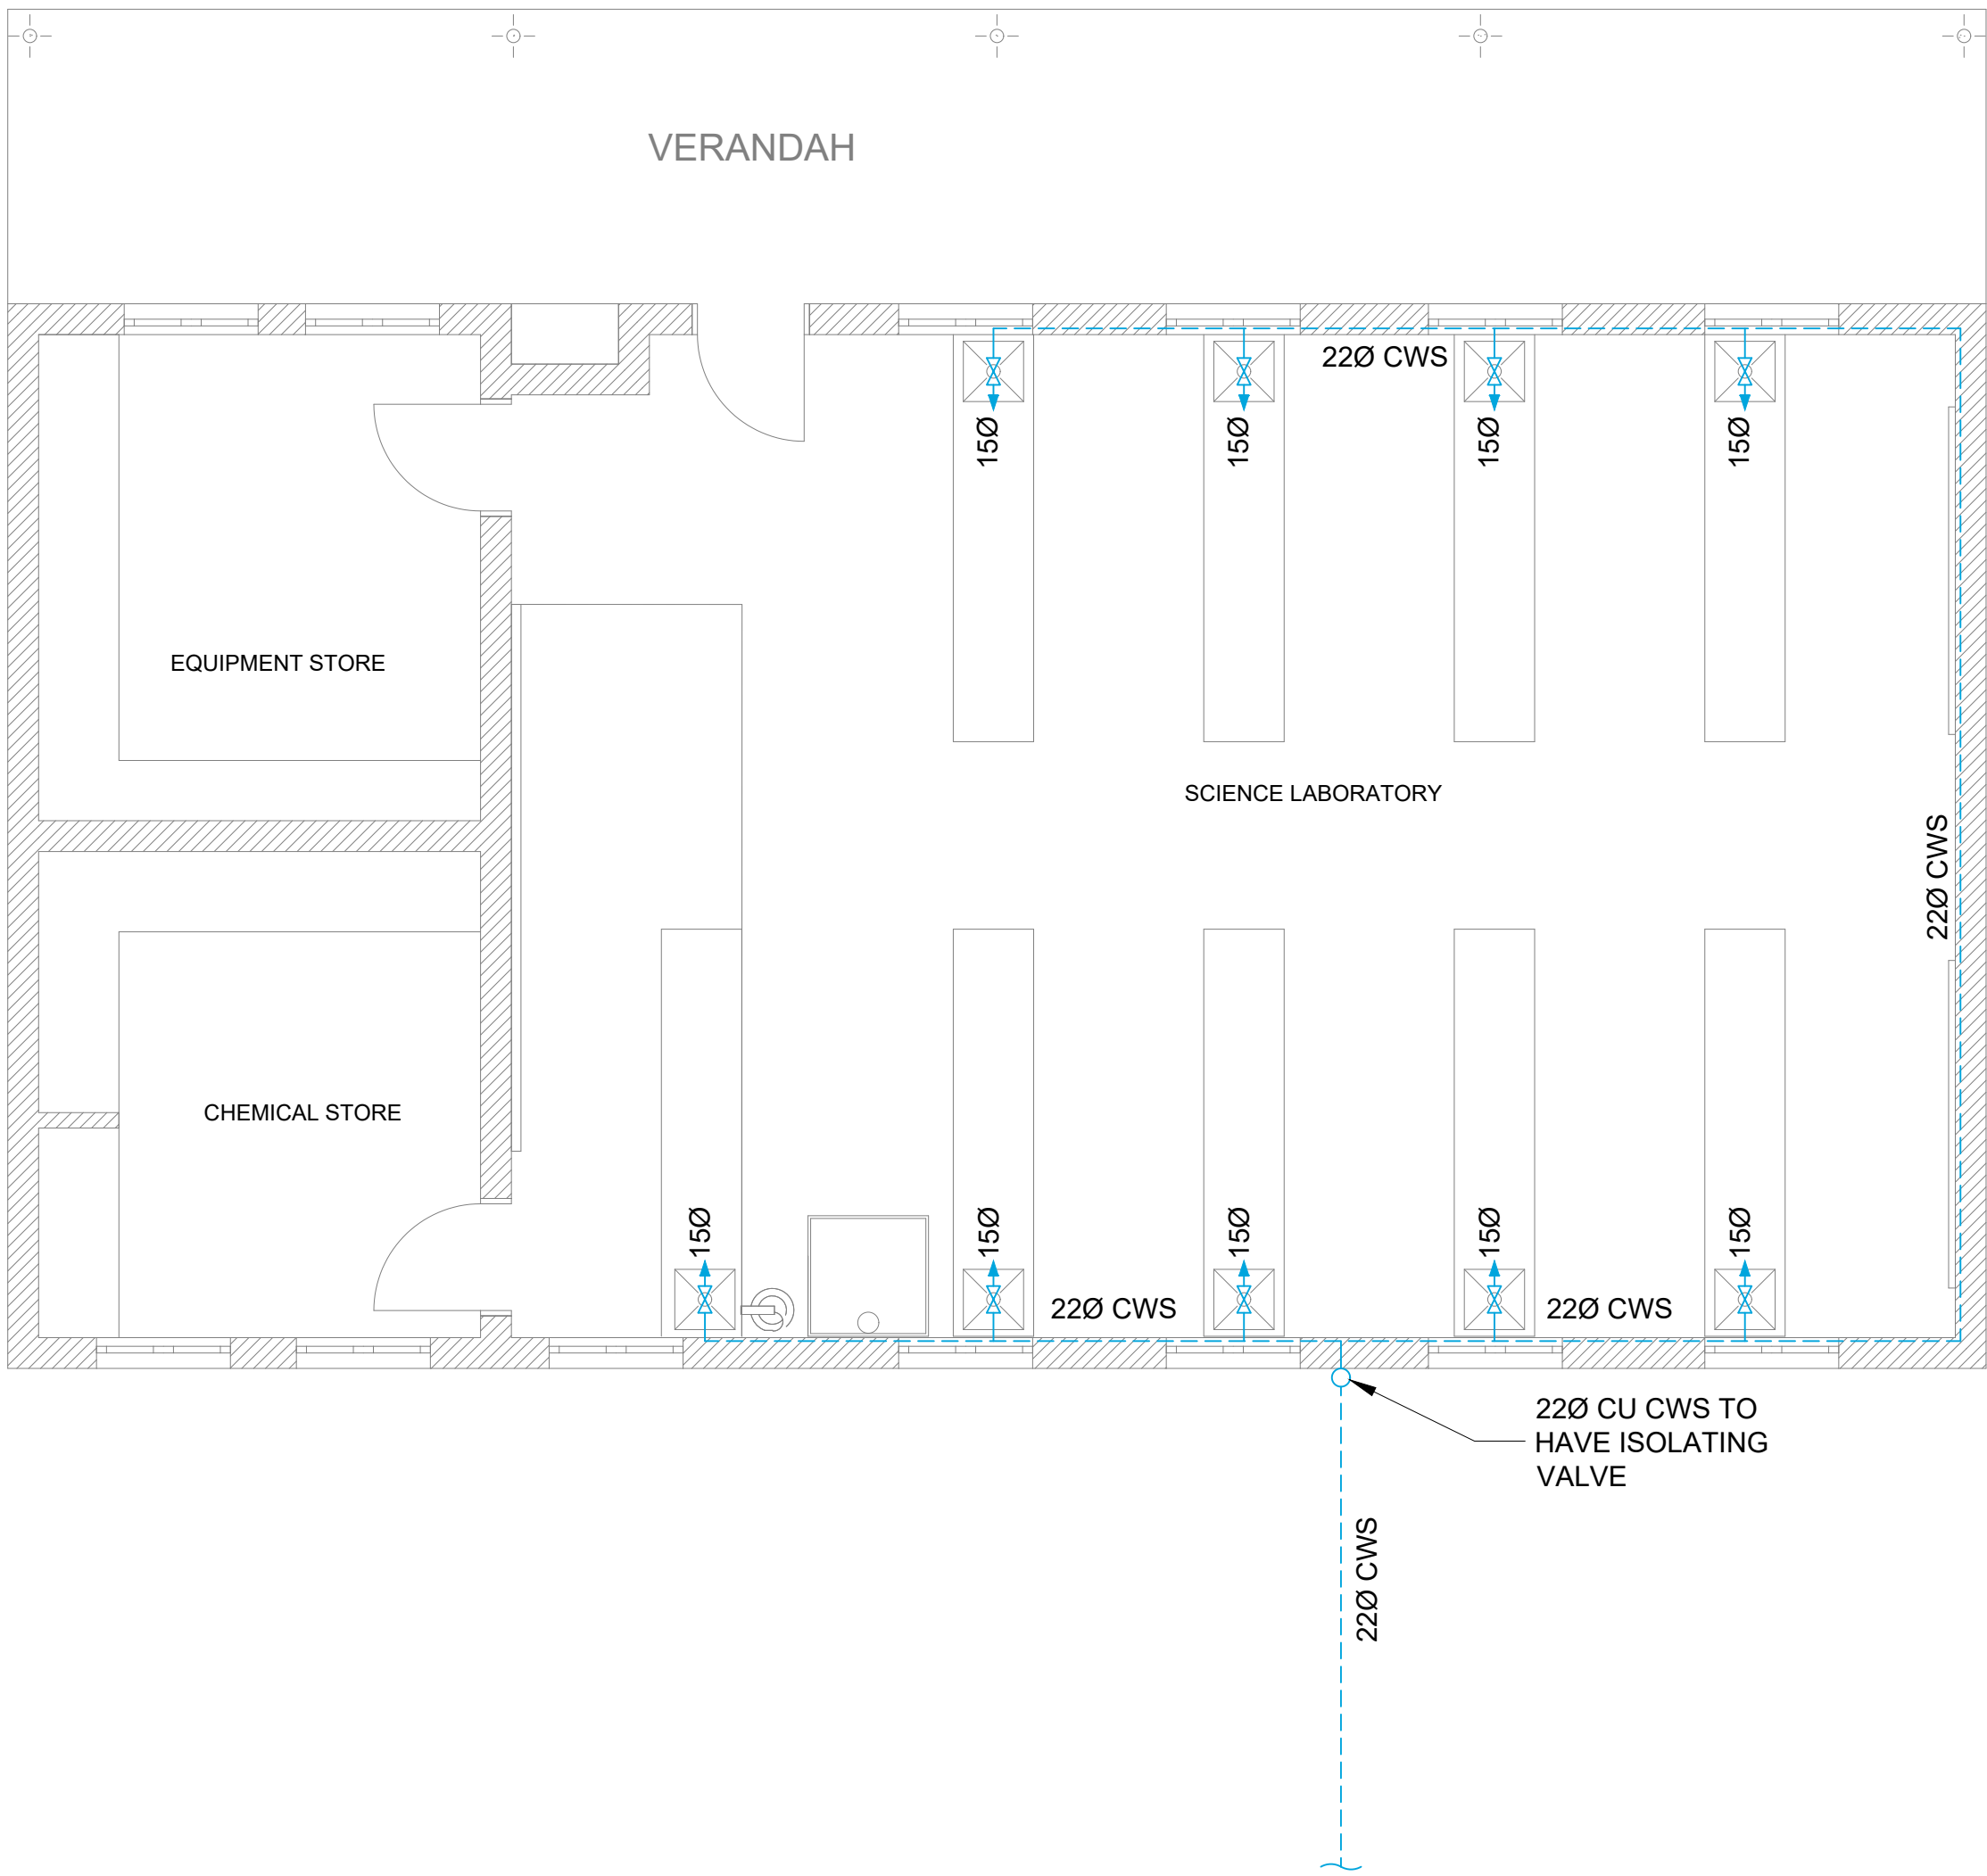 VERANDAH
22Ø CWS
15Ø
15Ø
15Ø
15Ø
EQUIPMENT STORE
SCIENCE LABORATORY
22Ø CWS
CHEMICAL STORE
15Ø
15Ø
15Ø
15Ø
15Ø
22Ø CWS
22Ø CWS
22Ø CU CWS TO
HAVE ISOLATING
VALVE
22Ø CWS